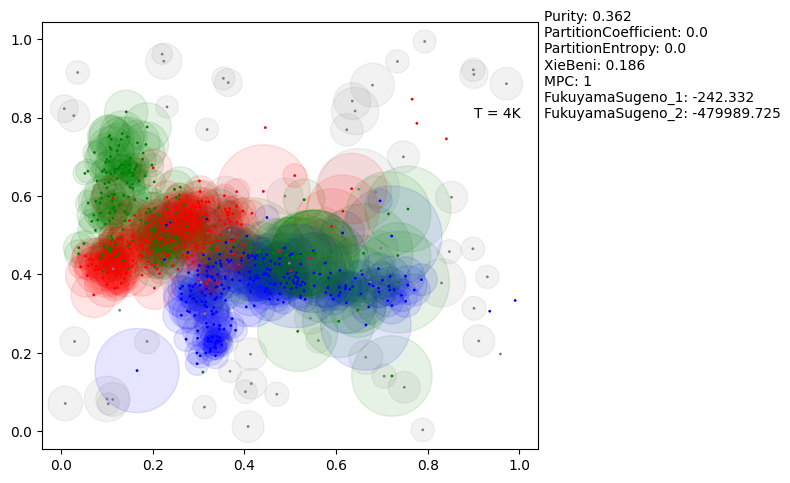 Purity: 0.362
PartitionCoefficient: 0.0
PartitionEntropy: 0.0
XieBeni: 0.186
MPC: 1
FukuyamaSugeno_1: -242.332
FukuyamaSugeno_2: -479989.725
T = 4K
1.0
0.8
0.6
0.4
0.2
0.0
0.0 0.2 0.4 0.6 0.8 1.0